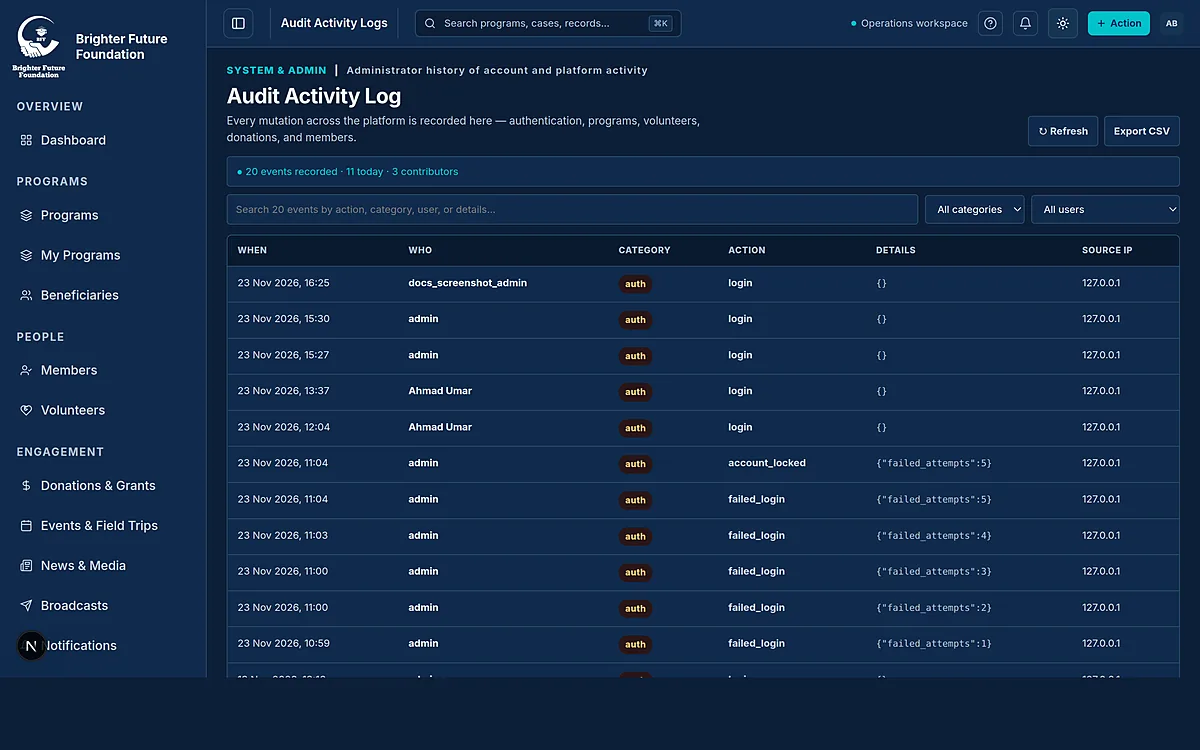 BFF
Brighter Future
Foundation
Brighter Future
Foundation
OVERVIEW
Dashboard
PROGRAMS
Programs
My Programs
Beneficiaries
PEOPLE
Members
Volunteers
ENGAGEMENT
$ Donations & Grants
Events & Field Trips
News & Media
Broadcasts
N Notifications
Audit Activity Logs
Search programs, cases, records... ⌘K
• Operations workspace
+ Action
AB
SYSTEM & ADMIN | Administrator history of account and platform activity
Audit Activity Log
Every mutation across the platform is recorded here — authentication, programs, volunteers,
donations, and members.
↻ Refresh
Export CSV
• 20 events recorded · 11 today · 3 contributors
Search 20 events by action, category, user, or details...
All categories
All users
WHEN WHO CATEGORY ACTION DETAILS SOURCE IP
23 Nov 2026, 16:25 docs_screenshot_admin auth login {} 127.0.0.1
23 Nov 2026, 15:30 admin auth login {} 127.0.0.1
23 Nov 2026, 15:27 admin auth login {} 127.0.0.1
23 Nov 2026, 13:37 Ahmad Umar auth login {} 127.0.0.1
23 Nov 2026, 12:04 Ahmad Umar auth login {} 127.0.0.1
23 Nov 2026, 11:04 admin auth account_locked {"failed_attempts":5} 127.0.0.1
23 Nov 2026, 11:04 admin auth failed_login {"failed_attempts":5} 127.0.0.1
23 Nov 2026, 11:03 admin auth failed_login {"failed_attempts":4} 127.0.0.1
23 Nov 2026, 11:00 admin auth failed_login {"failed_attempts":3} 127.0.0.1
23 Nov 2026, 11:00 admin auth failed_login {"failed_attempts":2} 127.0.0.1
23 Nov 2026, 10:59 admin auth failed_login {"failed_attempts":1} 127.0.0.1